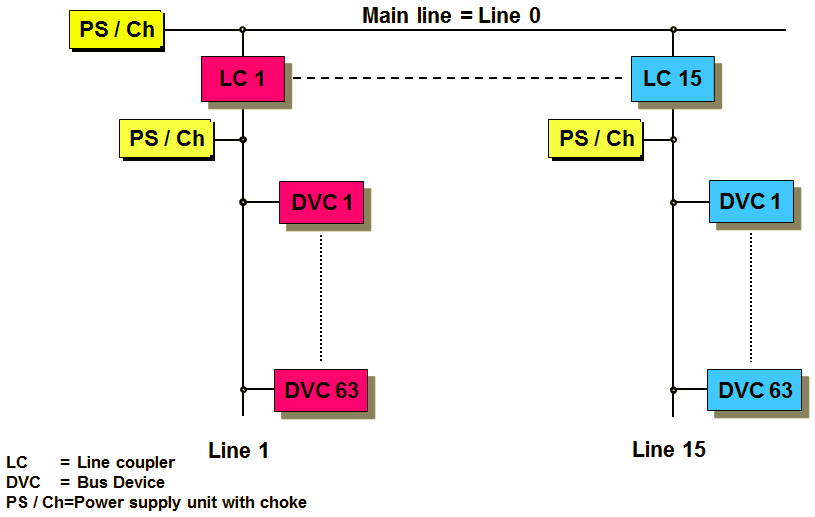 Main line = Line 0
PS / Ch
LC 1
LC 15
PS / Ch
PS / Ch
DVC 1
DVC 1
DVC 63
DVC 63
Line 1
Line 15
LC = Line coupler
DVC = Bus Device
PS / Ch=Power supply unit with choke